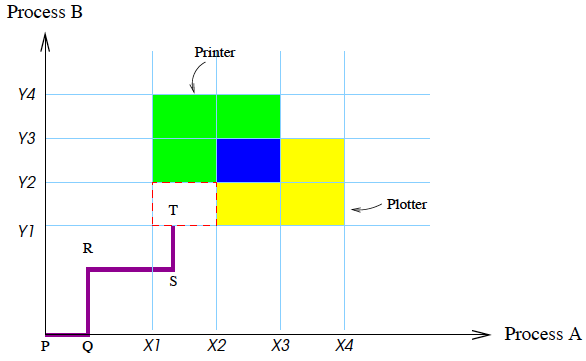 Process B
Printer
Y4
Y3
Y2
Plotter
T
Y1
R
S
Process A
P
Q
X1
X2
X3
X4